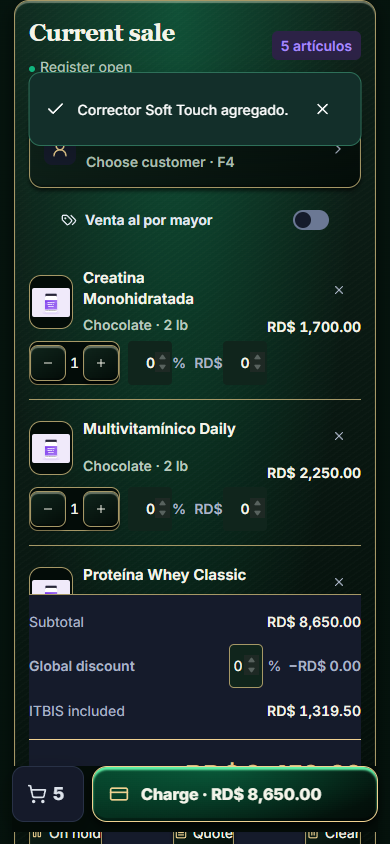 Current sale
5 artículos
Register open
Corrector Soft Touch agregado.
Choose customer · F4
Venta al por mayor
Creatina
Monohidratada
Chocolate · 2 lb
RD$ 1,700.00
1 0 % RD$ 0
Multivitamínico Daily
Chocolate · 2 lb
RD$ 2,250.00
1 0 % RD$ 0
Proteína Whey Classic
Subtotal RD$ 8,650.00
Global discount 0 % −RD$ 0.00
ITBIS included RD$ 1,319.50
5 Charge · RD$ 8,650.00
On hold Quote Clear